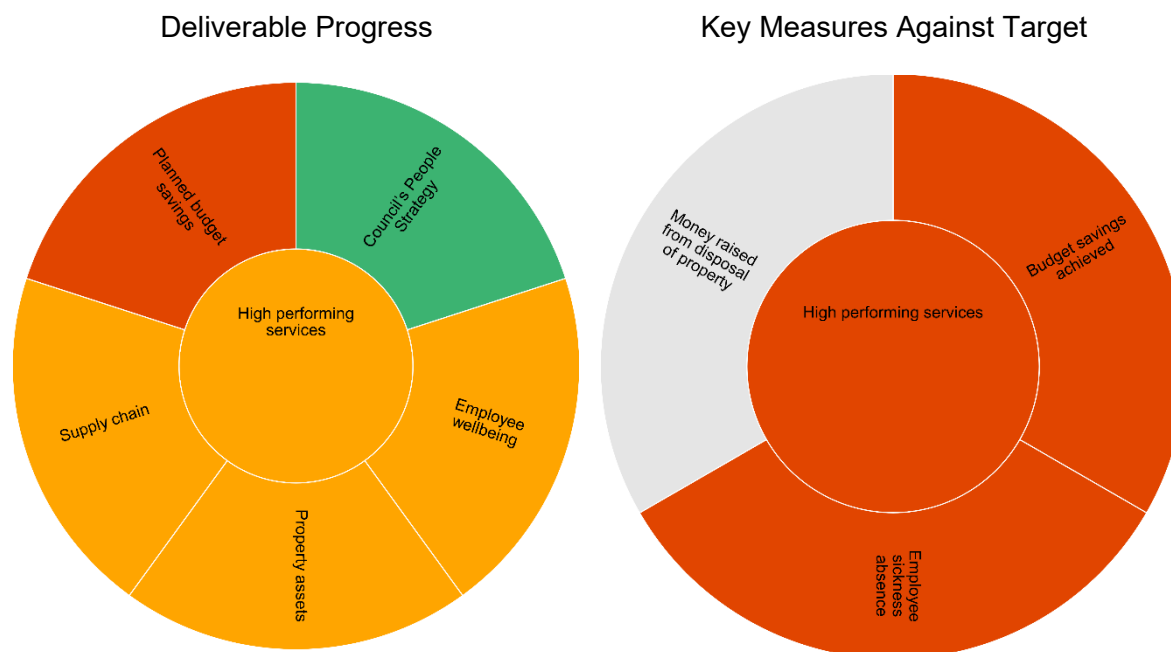 Deliverable Progress
Key Measures Against Target
Planned budget
savings
Council's People
Strategy
High performing
services
Supply chain
Employee
wellbeing
Property assets
Money raised
from disposal
of property
Budget savings
achieved
High performing services
Employee
sickness
absence